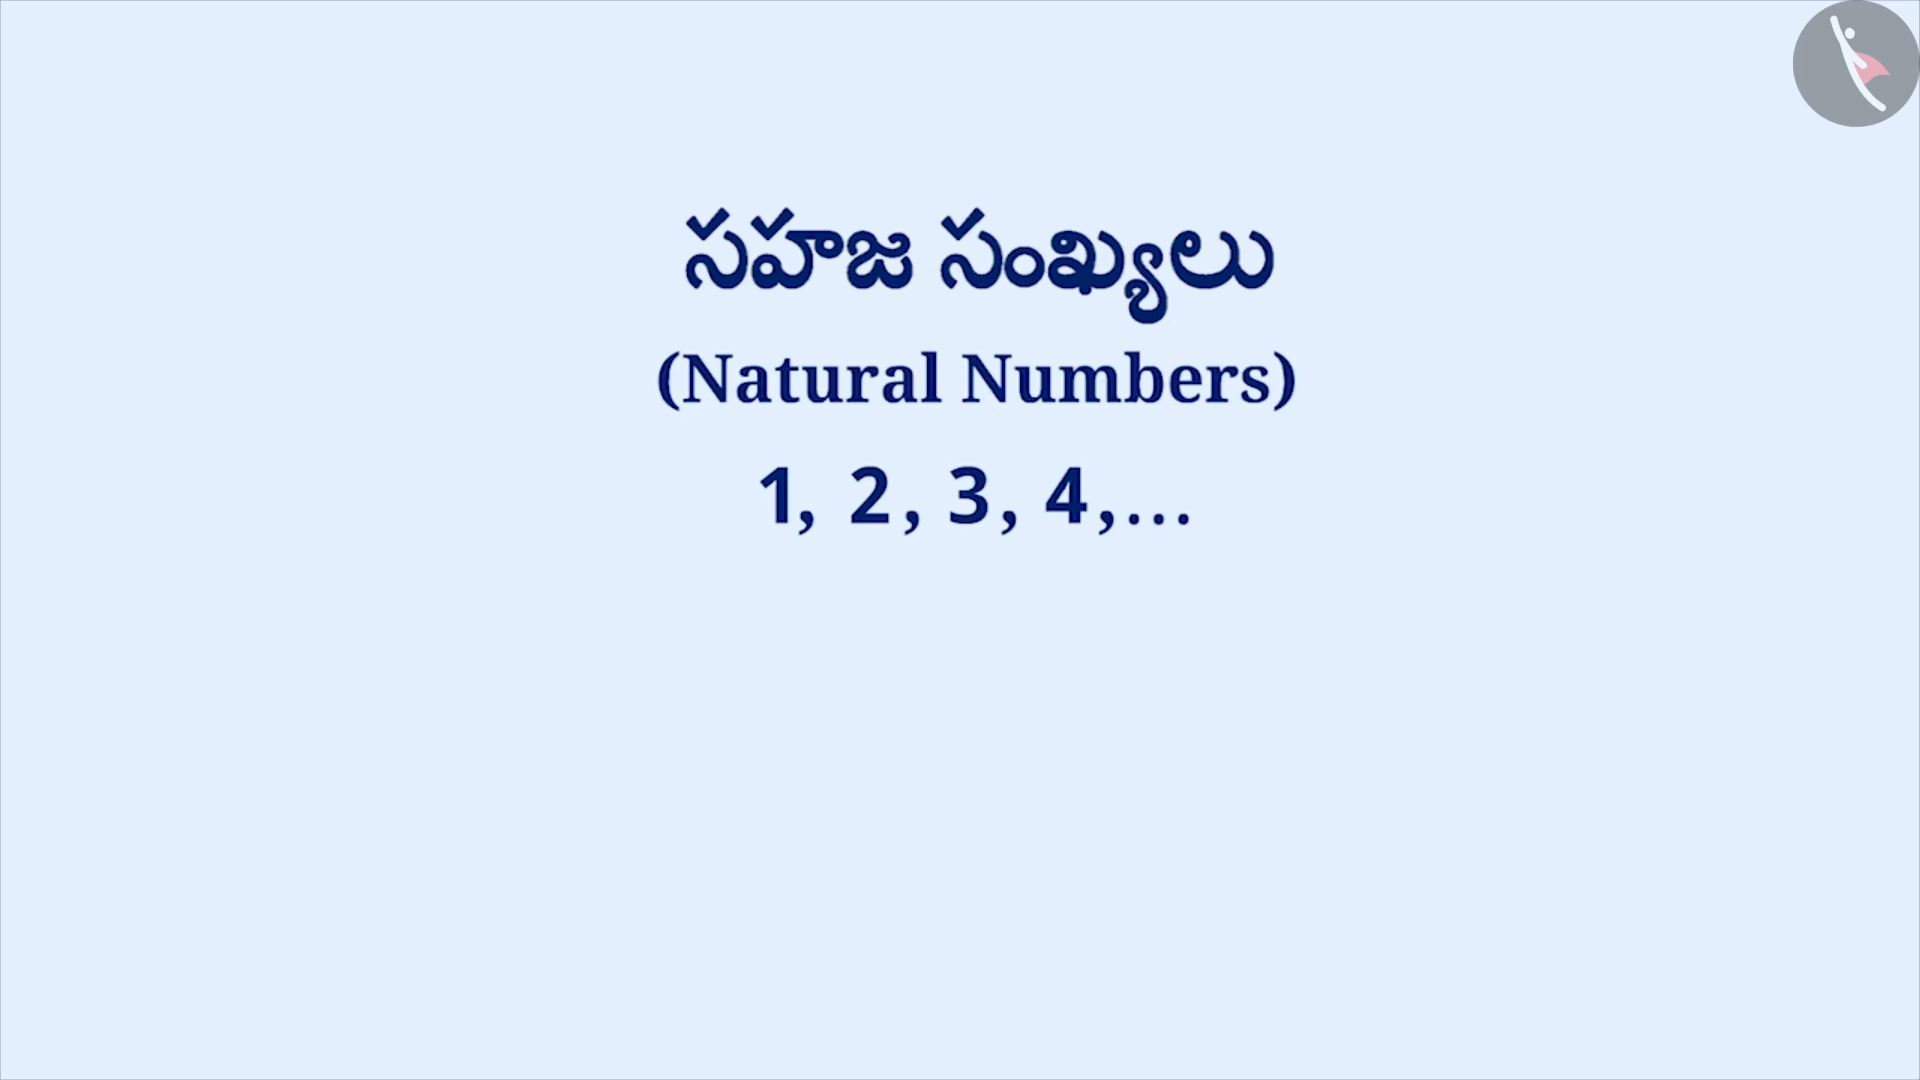 సహజ సంఖ్యలు
(Natural Numbers)
1, 2, 3, 4,...